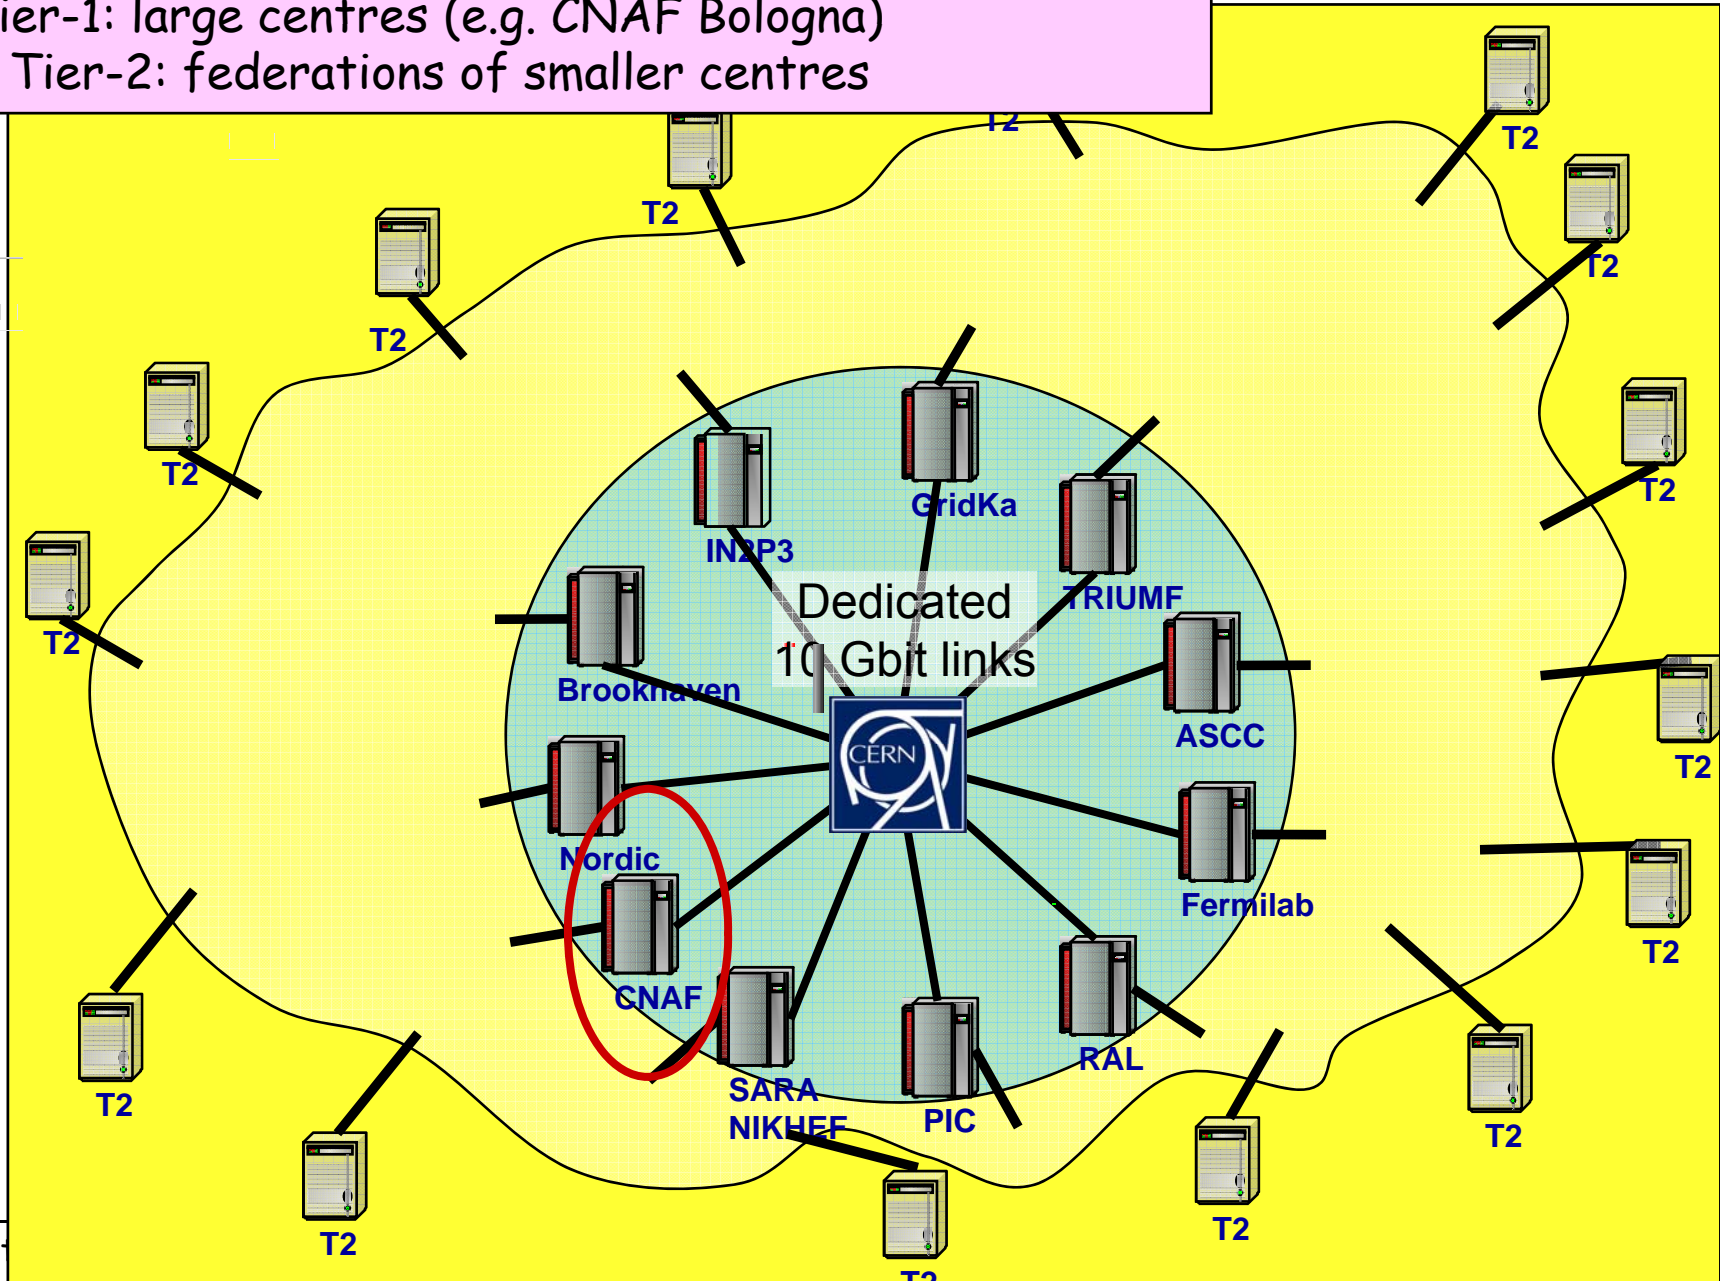 ier-1: large centres (e.g. CNAF Bologna)
Tier-2: federations of smaller centres
T2
T2
T2
T2
T2
T2
T2
GridKa
T2
IN2P3
TRIUMF
Dedicated
10 Gbit links
T2
Brookhaven
ASCC
T2
Nordic
Fermilab
T2
CNAF
CERN
RAL
SARA
NIKHEF
PIC
T2
T2
T2
T2
T2
T2